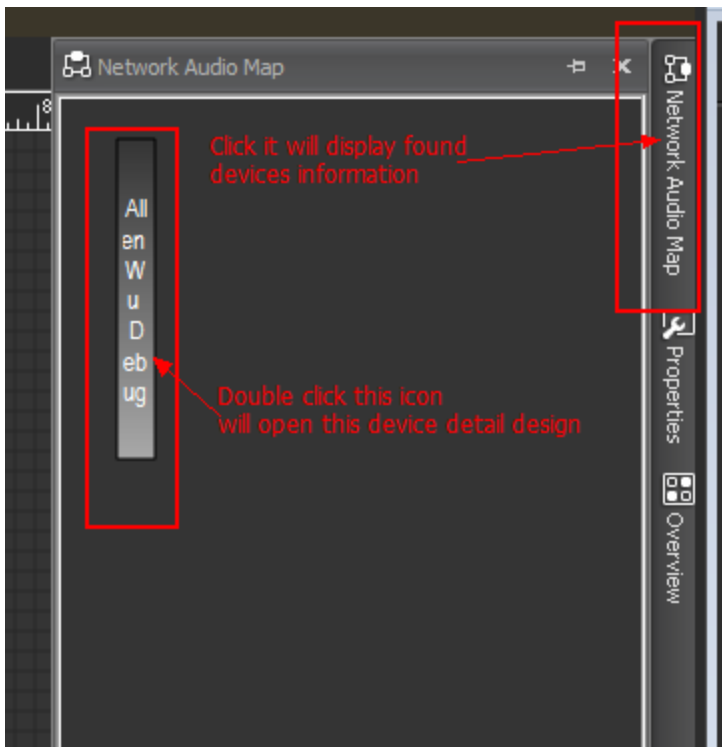 Network Audio Map
8
Click it will display found
devices information
All
en
W
u
D
eb
ug
Double click this icon
will open this device detail design
Network Audio Map
Properties
Overview